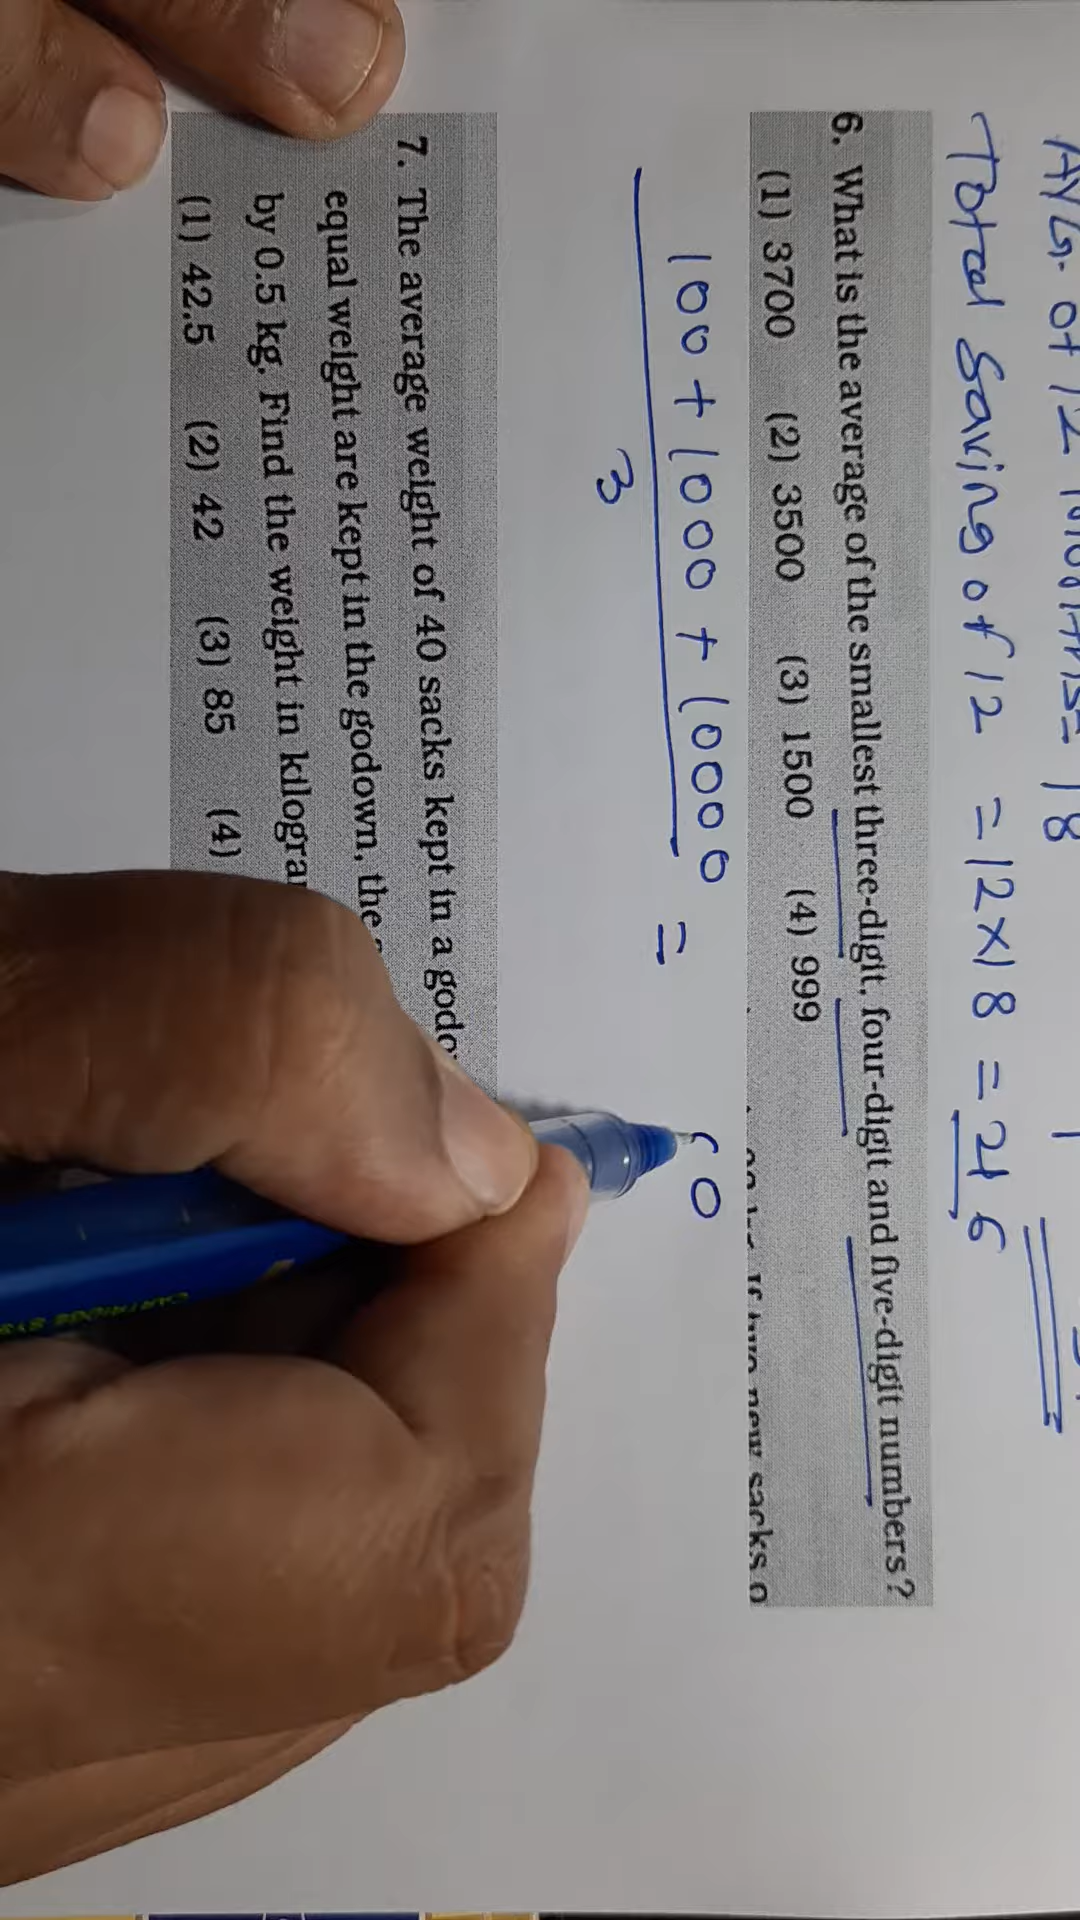 Total Saving of 12 = 12×18 = 216
6. What is the average of the smallest three-digit, four-digit and five-digit numbers?
(1) 3700 (2) 3500 (3) 1500 (4) 999
100 + 1000 + 10000 =
3
7. The average weight of 40 sacks kept in a
equal weight are kept in the godown, the
by 0.5 kg. Find the weight in
(1) 42.5 (2) 42 (3) 85 (4)